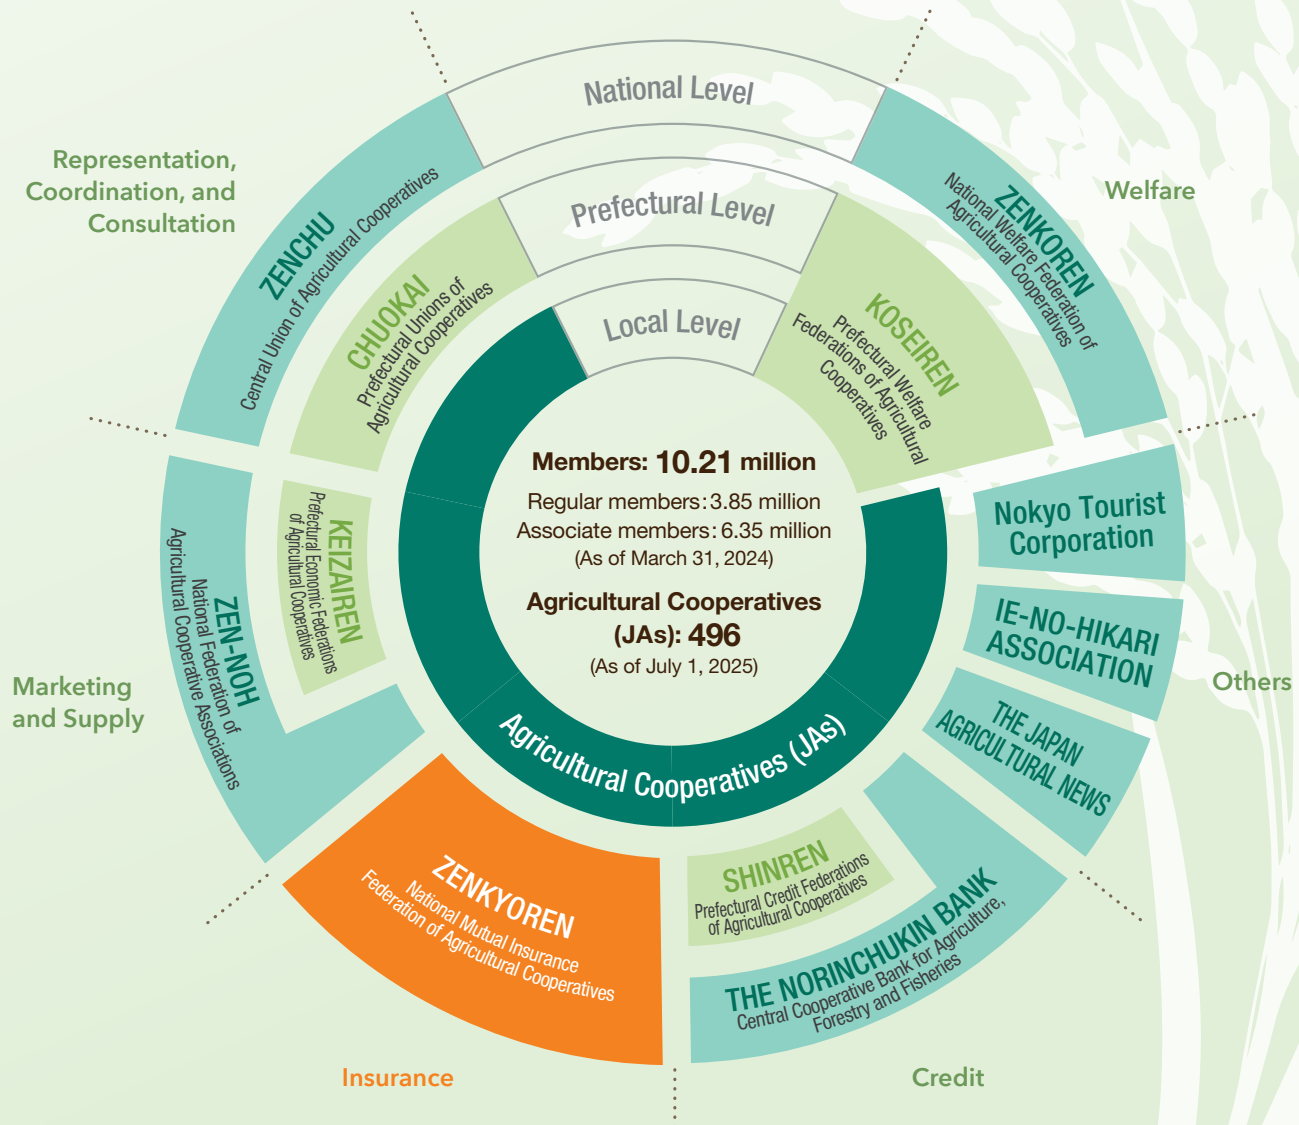 National Level
Prefectural Level
Local Level
Representation,
Coordination, and
Consultation
ZENCHU
Central Union of Agricultural Cooperatives
CHUOKAI
Prefectural Unions of
Agricultural Cooperatives
Welfare
ZENKOREN
National Welfare Federation of
Agricultural Cooperatives
KOSEIREN
Prefectural Welfare
Federations of Agricultural
Cooperatives
Members: 10.21 million
Regular members: 3.85 million
Associate members: 6.35 million
(As of March 31, 2024)
Agricultural Cooperatives
(JAs): 496
(As of July 1, 2025)
Agricultural Cooperatives (JAs)
Marketing
and Supply
ZEN-NOH
National Federation of
Agricultural Cooperative Associations
KEIZAIREN
Prefectural Economic Federations
of Agricultural Cooperatives
Others
Nokyo Tourist
Corporation
IE-NO-HIKARI
ASSOCIATION
THE JAPAN
AGRICULTURAL NEWS
Insurance
ZENKYOREN
National Mutual Insurance
Federation of Agricultural Cooperatives
Credit
SHINREN
Prefectural Credit Federations
of Agricultural Cooperatives
THE NORINCHUKIN BANK
Central Cooperative Bank for Agriculture,
Forestry and Fisheries